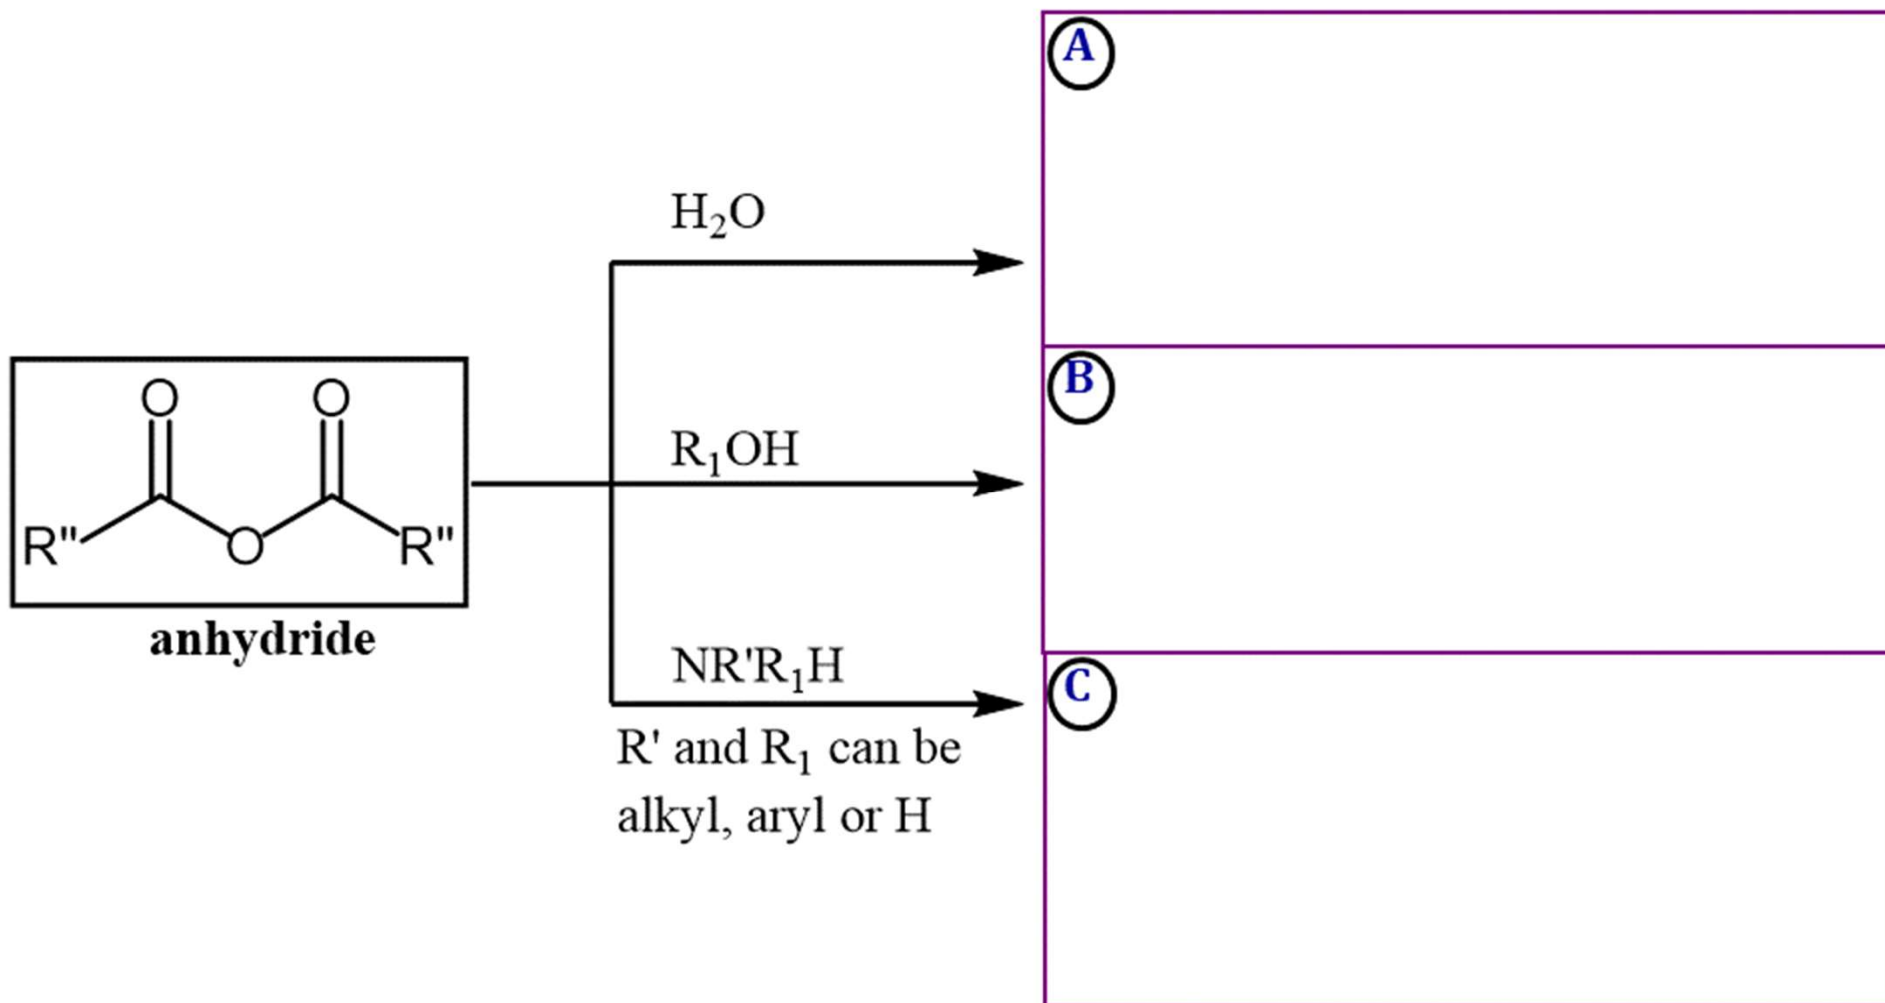 A
H₂O
B
O O
R₁OH
R" O R"
anhydride
NR'R₁H
C
R' and R₁ can be
alkyl, aryl or H